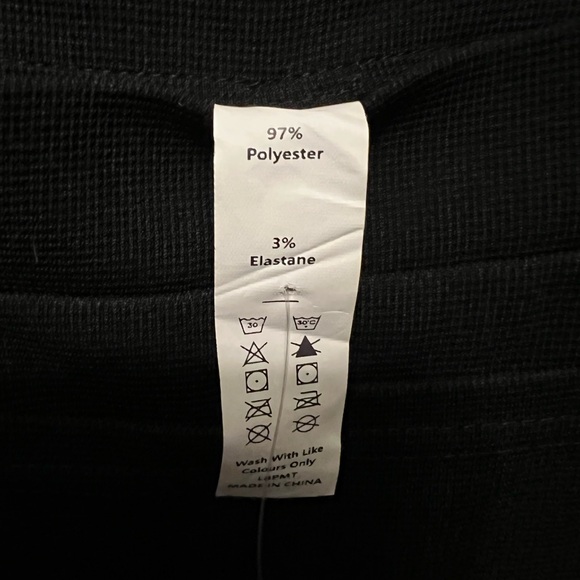 97%
Polyester
3%
Elastane
30 30°C
Wash With Like
Colours Only
MADE IN CHINA